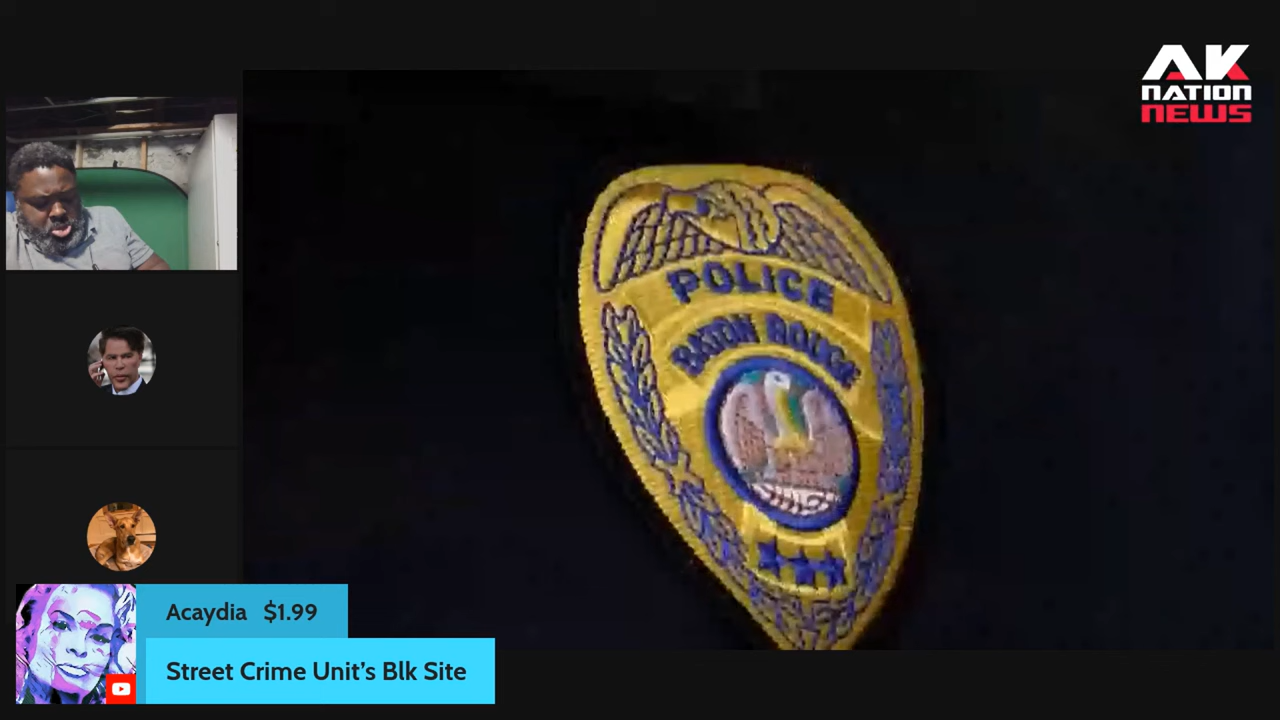 AK
NATION
NEWS
POLICE
BATON ROUGE
Acaydia $1.99
Street Crime Unit’s Blk Site